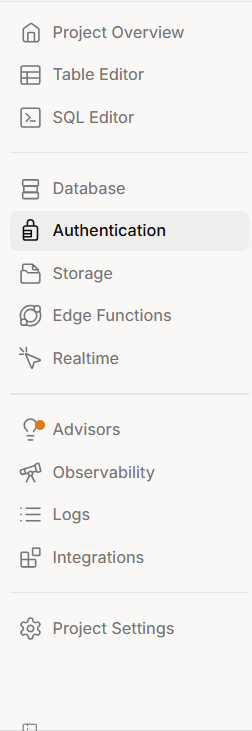 Project Overview
Table Editor
SQL Editor
Database
Authentication
Storage
Edge Functions
Realtime
Advisors
Observability
Logs
Integrations
Project Settings